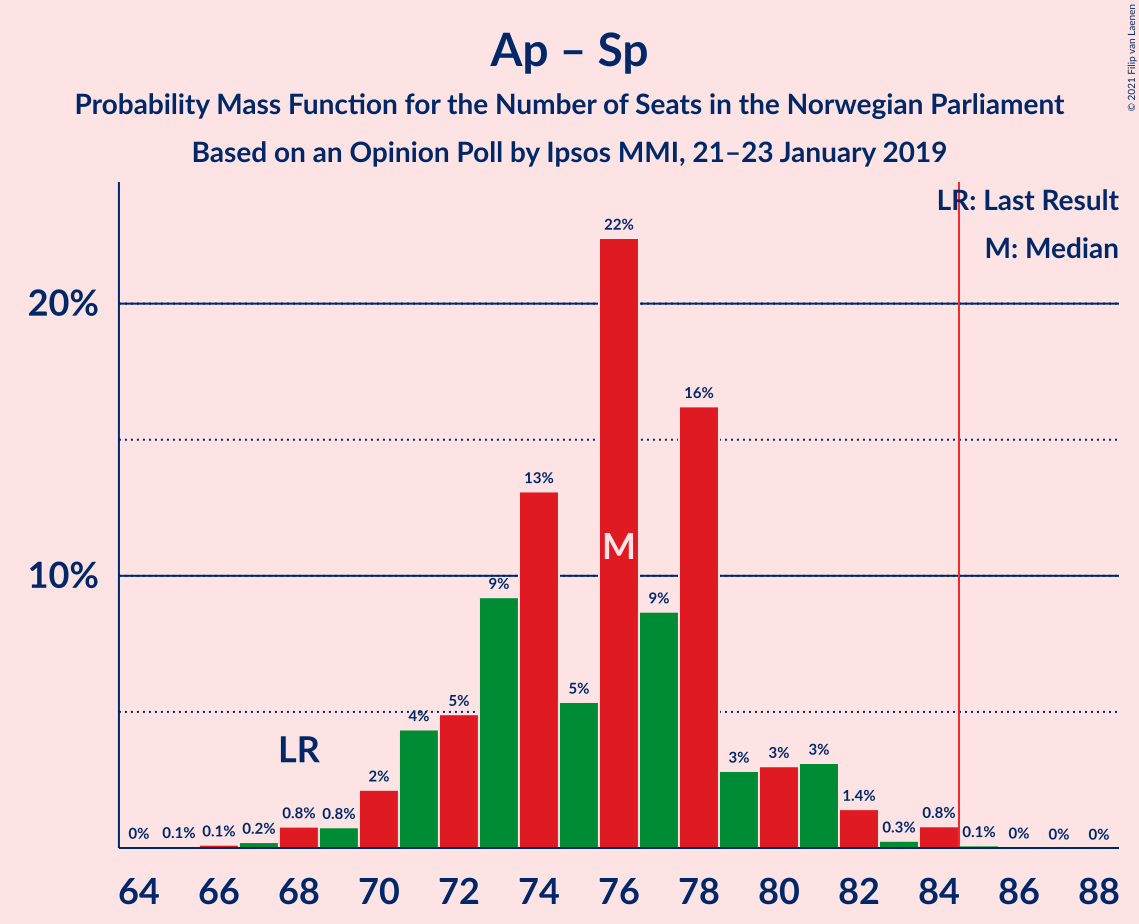 Ap – Sp
Probability Mass Function for the Number of Seats in the Norwegian Parliament
Based on an Opinion Poll by Ipsos MMI, 21–23 January 2019
© 2021 Filip van Laenen
LR: Last Result
M: Median
20%
10%
0% 0.1% 0.1% 0.2% 0.8% 0.8% 2% 4% 5% 9% 13% 5% 22% 9% 16% 3% 3% 3% 1.4% 0.3% 0.8% 0.1% 0% 0% 0%
LR
M
64 66 68 70 72 74 76 78 80 82 84 86 88